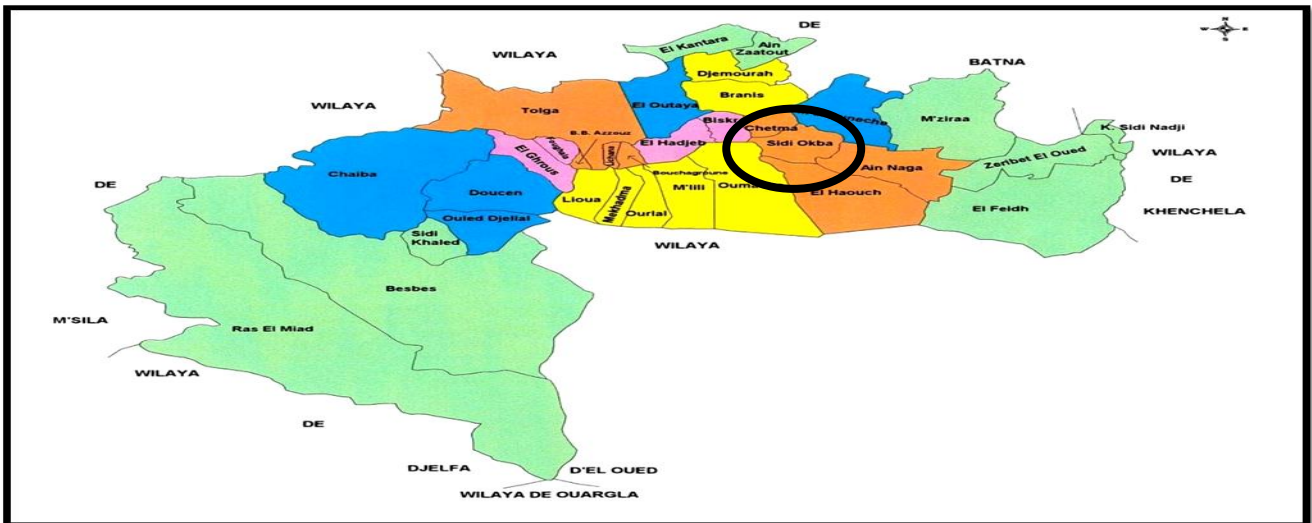 DE
N
W E
S
WILAYA
El Kantara
Ain
Zaatout
BATNA
Djemourah
WILAYA
Tolga
El Outaya
Branis
M'ziraa
Biskra
Chetma
K. Sidi Nadji
B.B. Azzouz
Foughala
El Ghrous
Lichana
El Hadjeb
Sidi Okba
Zeribet El Oued
WILAYA
Chaiba
Bouchagroune
Ain Naga
DE
DE
Doucen
M'lili
Ouma
El Haouch
Lioua
Mekhadma
Ourlal
El Feidh
KHENCHELA
Ouled Djellal
Sidi
Khaled
WILAYA
Besbes
M'SILA
Ras El Miad
WILAYA
DE
DJELFA
D'EL OUED
WILAYA DE OUARGLA